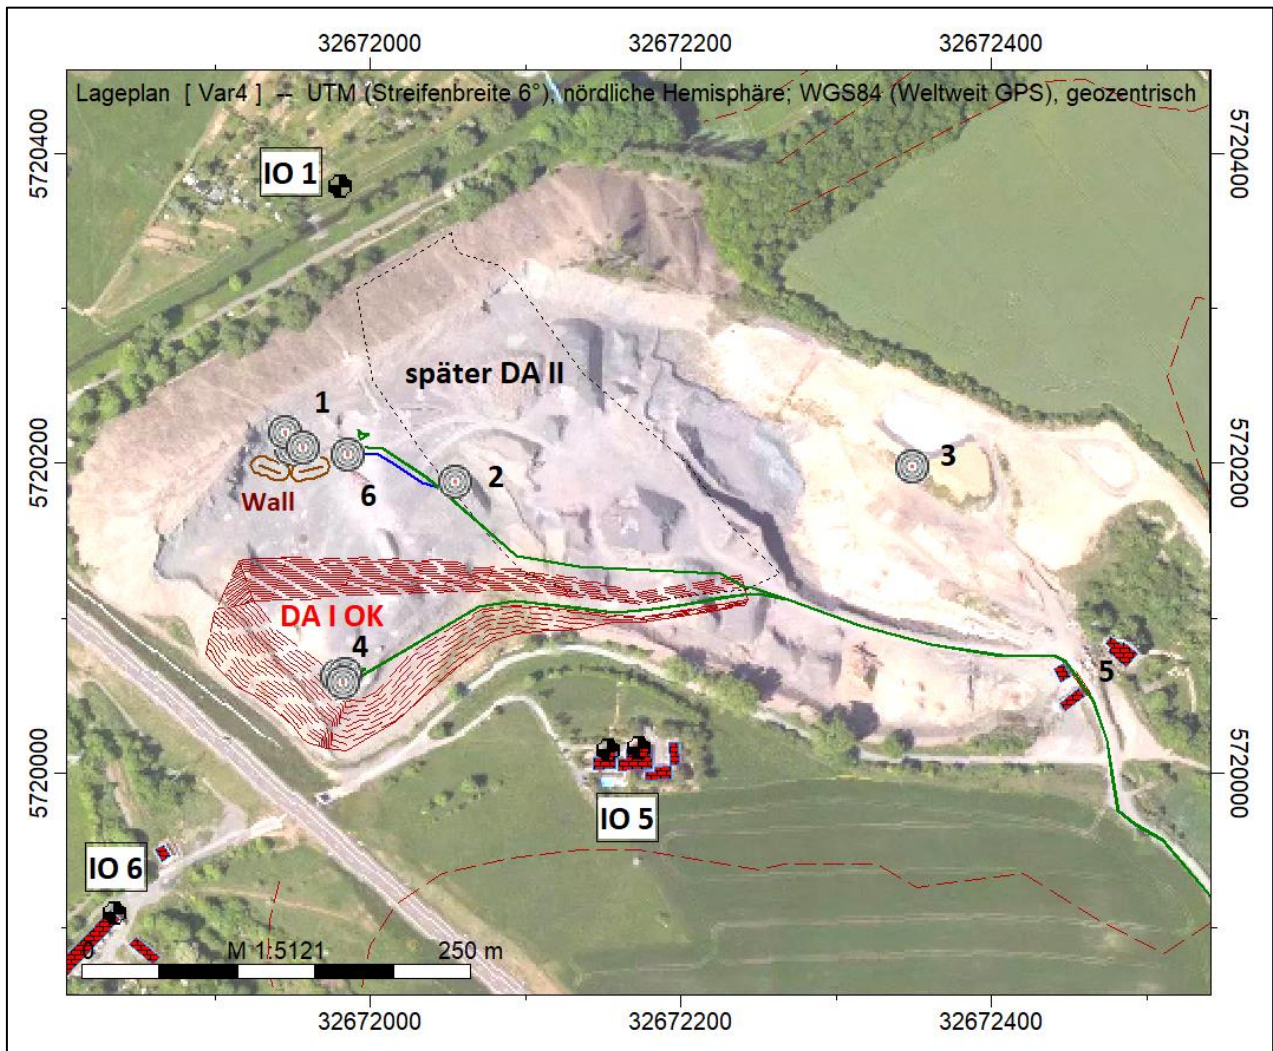 32672000 32672200 32672400
Lageplan [ Var4 ] -- UTM (Streifenbreite 6°), nördliche Hemisphäre; WGS84 (Weltweit GPS), geozentrisch
5720400
5720400
IO 1
später DA II
1
2
3
5720200
5720200
Wall
6
DA I OK
4
5
5720000
5720000
IO 5
IO 6
0 M 1:5121 250 m
32672000 32672200 32672400